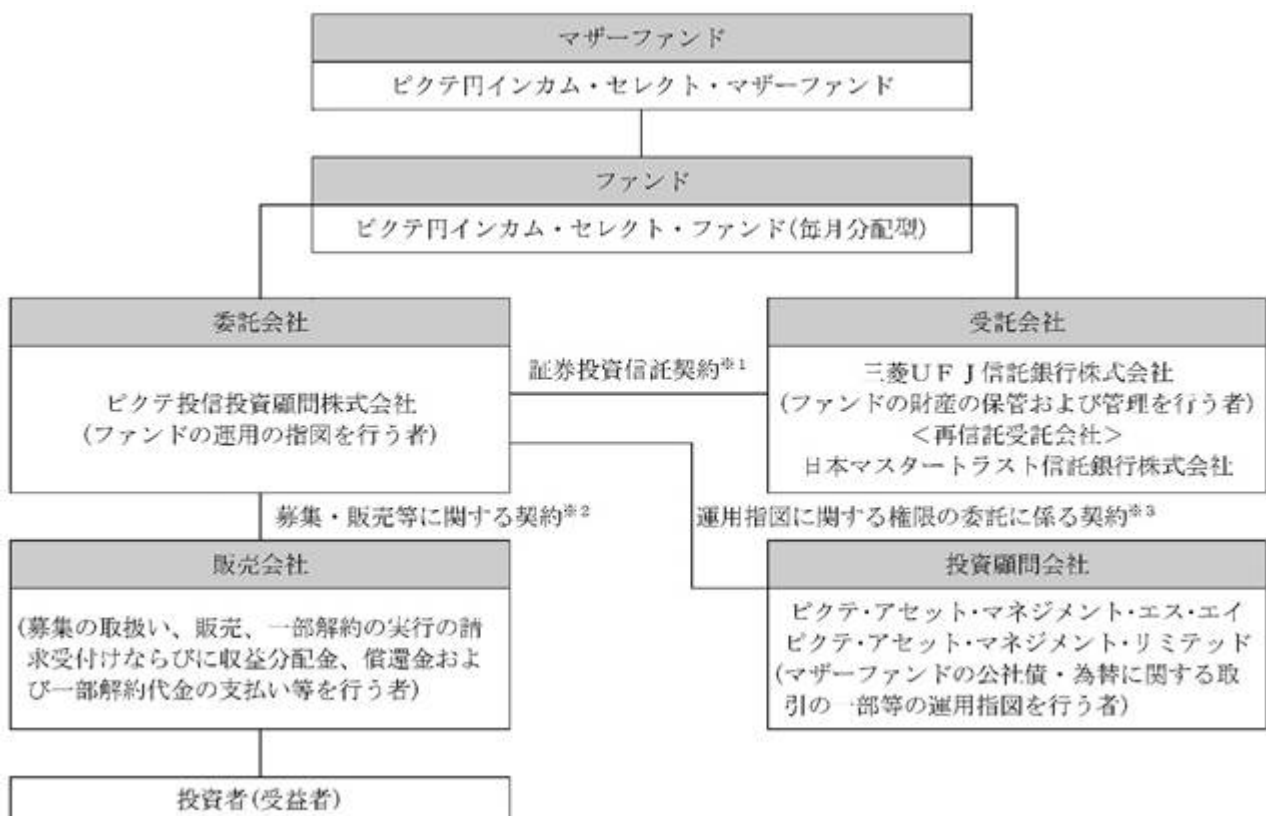 マザーファンド
ピクテ円インカム・セレクト・マザーファンド
ファンド
ピクテ円インカム・セレクト・ファンド(毎月分配型)
委託会社
ピクテ投信投資顧問株式会社
(ファンドの運用の指図を行う者)
証券投資信託契約※1
受託会社
三菱UFJ信託銀行株式会社
(ファンドの財産の保管および管理を行う者)
<再信託受託会社>
日本マスタートラスト信託銀行株式会社
募集・販売等に関する契約※2
運用指図に関する権限の委託に係る契約※3
販売会社
(募集の取扱い、販売、一部解約の実行の請
求受付けならびに収益分配金、償還金およ
び一部解約代金の支払い等を行う者)
投資顧問会社
ピクテ・アセット・マネジメント・エス・エイ
ピクテ・アセット・マネジメント・リミテッド
(マザーファンドの公社債・為替に関する取
引の一部等の運用指図を行う者)
投資者(受益者)